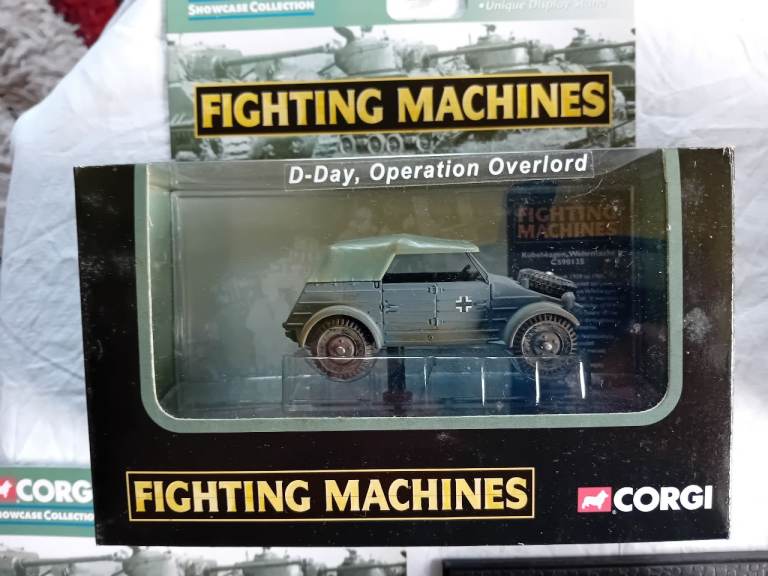 SHOWCASE COLLECTION
•Unique Display Stand
FIGHTING MACHINES
D-Day, Operation Overlord
FIGHTING
MACHINES
CORGI
SHOWCASE COLLECTION
FIGHTING MACHINES
CORGI